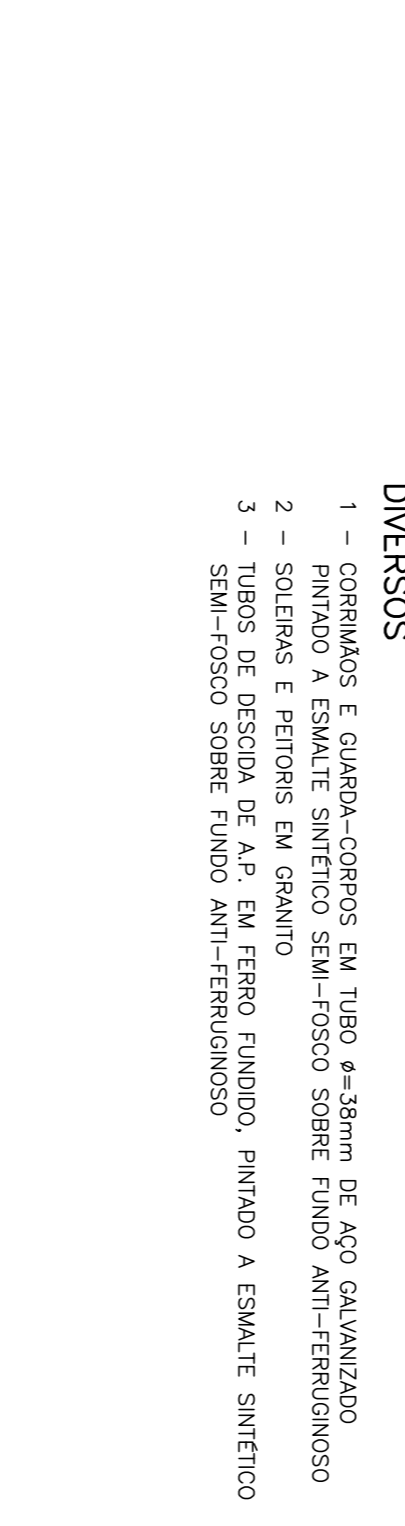 DIVERSOS
1 - CORRIMÃOS E GUARDA-CORPOS EM TUBO ø=38mm DE AÇO GALVANIZADO
PINTADO A ESMALTE SINTÉTICO SEMI-FOSCO SOBRE FUNDO ANTI-FERRUGINOSO
2 - SOLEIRAS E PEITORIS EM GRANITO
3 - TUBOS DE DESCIDA DE A.P. EM FERRO FUNDIDO, PINTADO A ESMALTE SINTÉTICO
SEMI-FOSCO SOBRE FUNDO ANTI-FERRUGINOSO